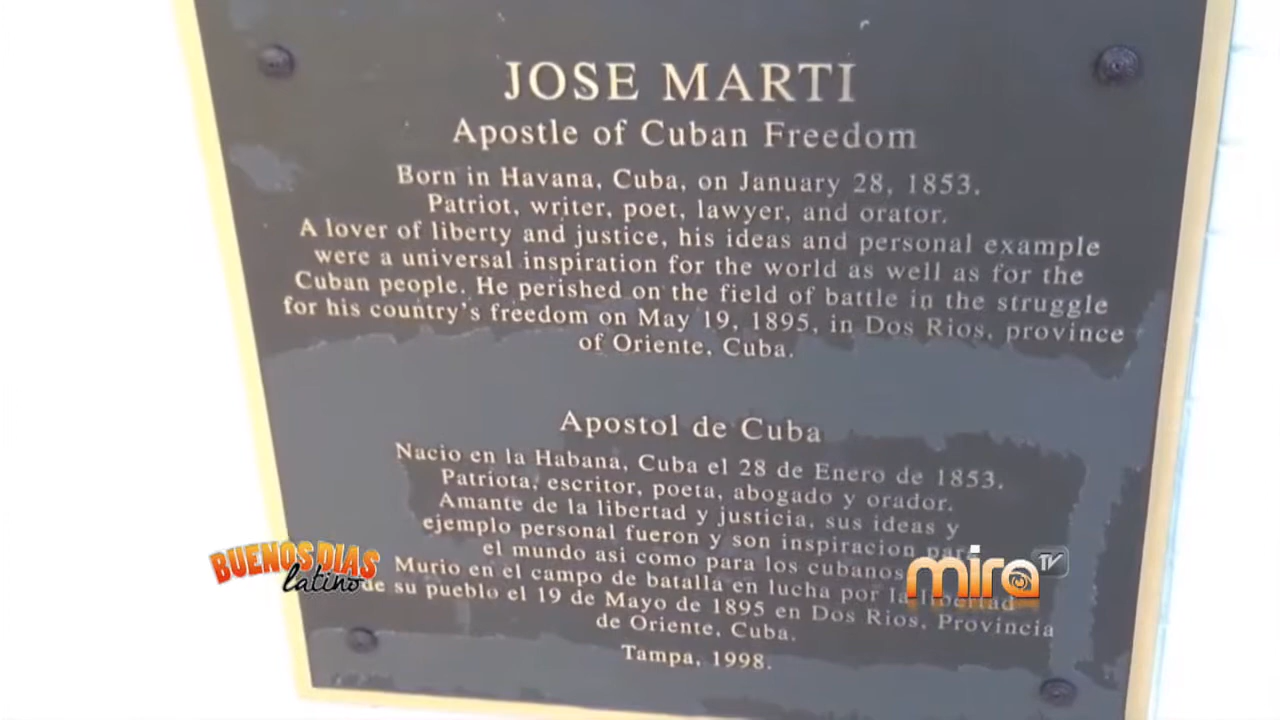 JOSE MARTI
Apostle of Cuban Freedom
Born in Havana, Cuba, on January 28, 1853.
Patriot, writer, poet, lawyer, and orator.
A lover of liberty and justice, his ideas and personal example
were a universal inspiration for the world as well as for the
Cuban people. He perished on the field of battle in the struggle
for his country's freedom on May 19, 1895, in Dos Rios, province
of Oriente, Cuba.
Apostol de Cuba
Nacio en la Habana, Cuba el 28 de Enero de 1853.
Patriota, escritor, poeta, abogado y orador.
Amante de la libertad y justicia, sus ideas y
ejemplo personal fueron y son inspiracion para
el mundo asi como para los cubanos
Murio en el campo de batalla en lucha por la libertad
de su pueblo el 19 de Mayo de 1895 en Dos Rios, Provincia
de Oriente, Cuba.
Tampa, 1998.
BUENOS DIAS
latino
mira TV